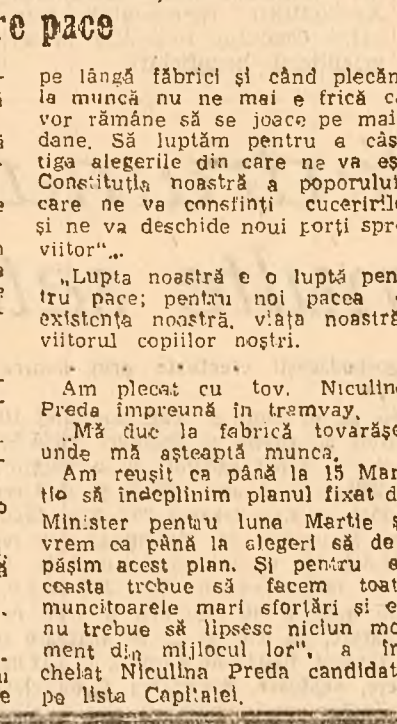 re pace
pe lângă făbrici și când plecăn
la muncă nu ne mai e frică că
vor rămâne să se joace pe mai-
dane. Să luptăm pentru a câș-
tiga alegerile din care ne va eș
Constituția noastră a poporului
care ne va consfinți cuceririle
și ne va deschide noui porți spre
viitor"...
„Lupta noastră e o luptă pen
tru pace; pentru noi pacea e
existența noastră, viața noastră
viitorul copiilor noștri.
Am plecat cu tov. Niculina
Preda împreună în tramvay.
„Mă duc la fabrică tovarășe
unde mă așteaptă munca.
Am reușit ca până la 15 Mar
tie să îndeplinim planul fixat d
Minister pentru luna Martie ș
vrem ca până la alegeri să de
pășim acest plan. Și pentru a
ceasta trebue să facem toat
muncitoarele mari sforțări și e
nu trebue să lipsesc niciun mo
ment din mijlocul lor", a în
cheiat Niculina Preda candidat
pe lista Capitalei.